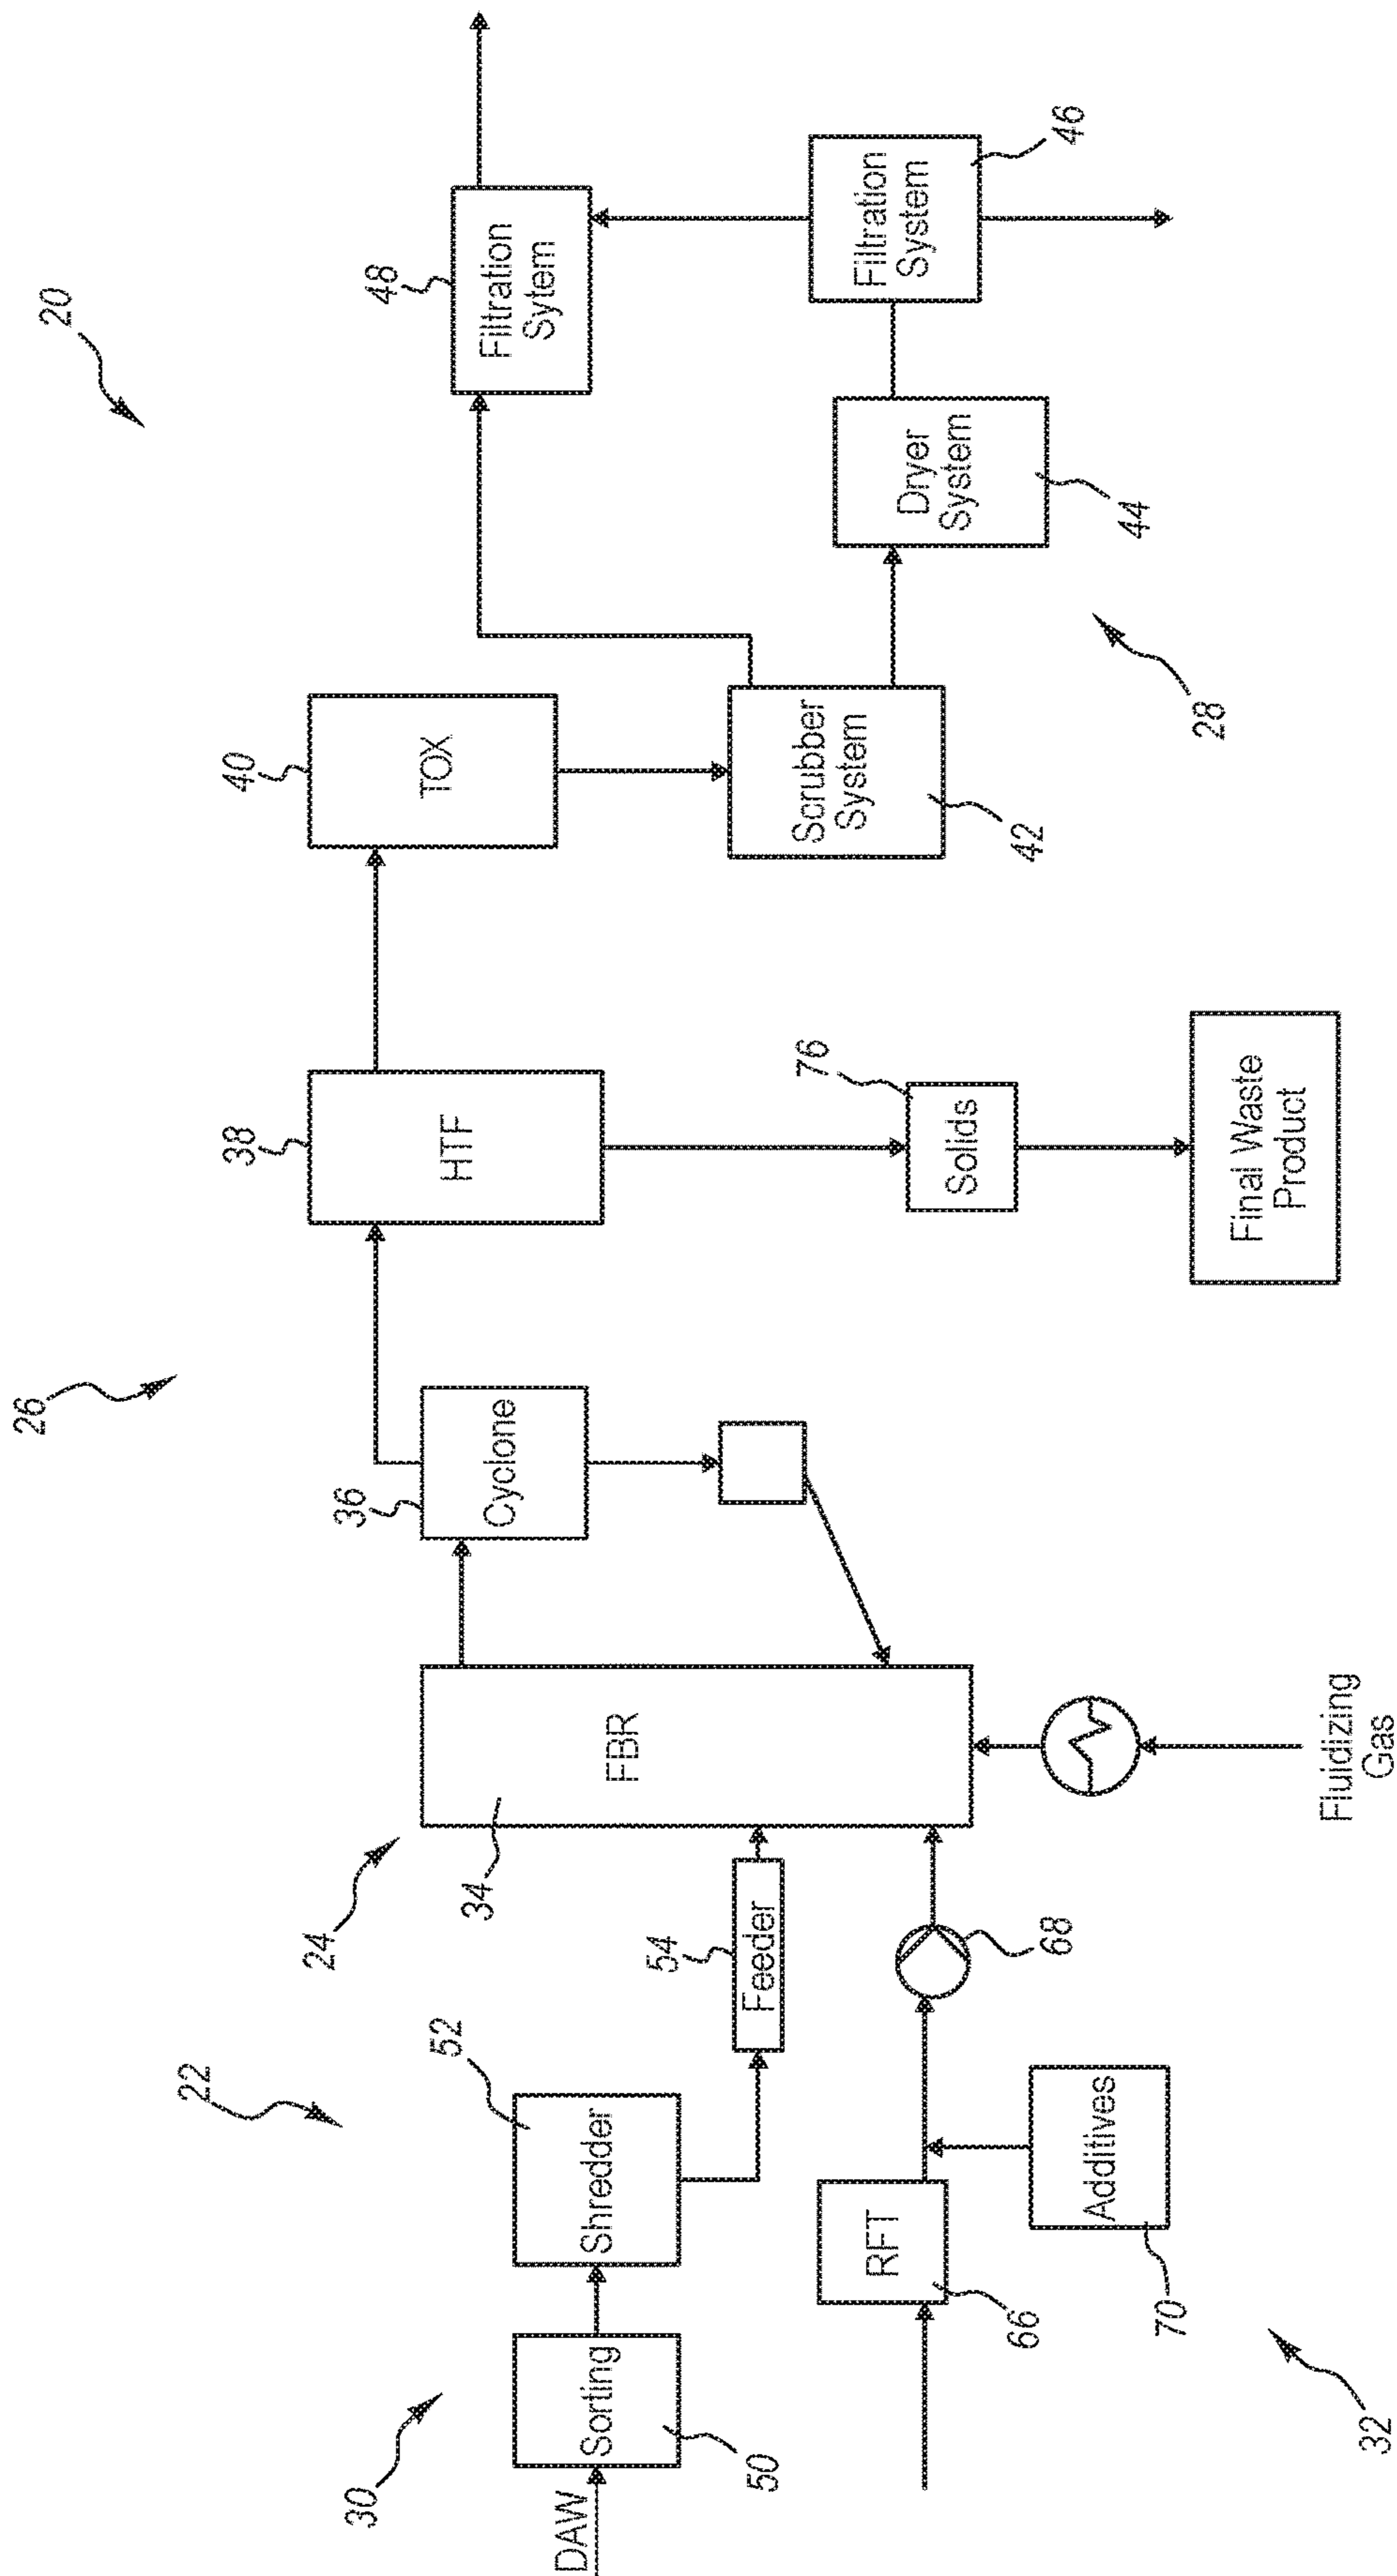 20
26
22
24
30
DAW
Sorting
50
Shredder
52
Feeder
54
RFT
66
Additives
70
68
32
FBR
34
Fluidizing
Gas
Cyclone
36
HTF
38
Solids
76
Final Waste
Product
TOX
40
Scrubber
System
42
Dryer
System
44
28
Filtration
System
46
Filtration
Sytem
48